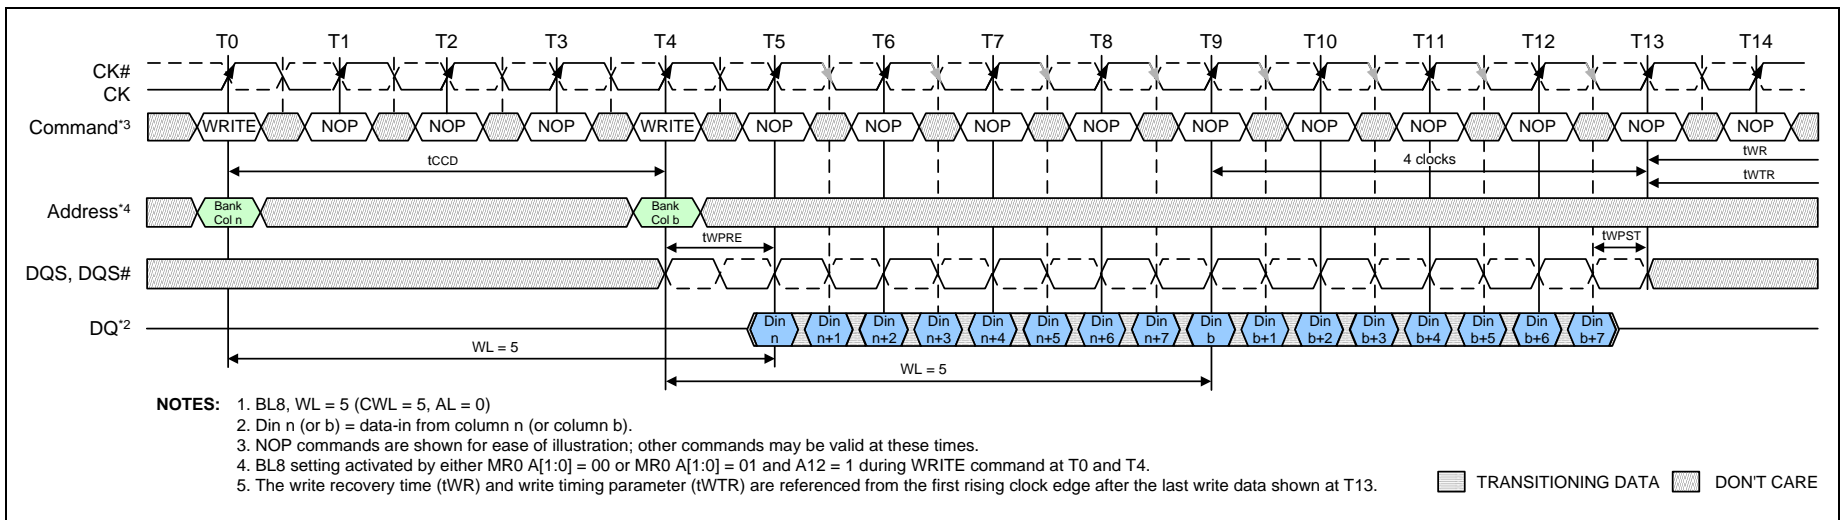 T0 T1 T2 T3 T4 T5 T6 T7 T8 T9 T10 T11 T12 T13 T14
CK#
CK
Command*3 WRITE NOP NOP NOP WRITE NOP NOP NOP NOP NOP NOP NOP NOP NOP NOP
tCCD 4 clocks tWR
tWTR
Address*4 Bank Col n Bank Col b
tWPRE tWPST
DQS, DQS#
DQ*2 Din n Din n+1 Din n+2 Din n+3 Din n+4 Din n+5 Din n+6 Din n+7 Din b Din b+1 Din b+2 Din b+3 Din b+4 Din b+5 Din b+6 Din b+7
WL = 5
WL = 5
NOTES: 1. BL8, WL = 5 (CWL = 5, AL = 0)
2. Din n (or b) = data-in from column n (or column b).
3. NOP commands are shown for ease of illustration; other commands may be valid at these times.
4. BL8 setting activated by either MR0 A[1:0] = 00 or MR0 A[1:0] = 01 and A12 = 1 during WRITE command at T0 and T4.
5. The write recovery time (tWR) and write timing parameter (tWTR) are referenced from the first rising clock edge after the last write data shown at T13.
TRANSITIONING DATA DON'T CARE